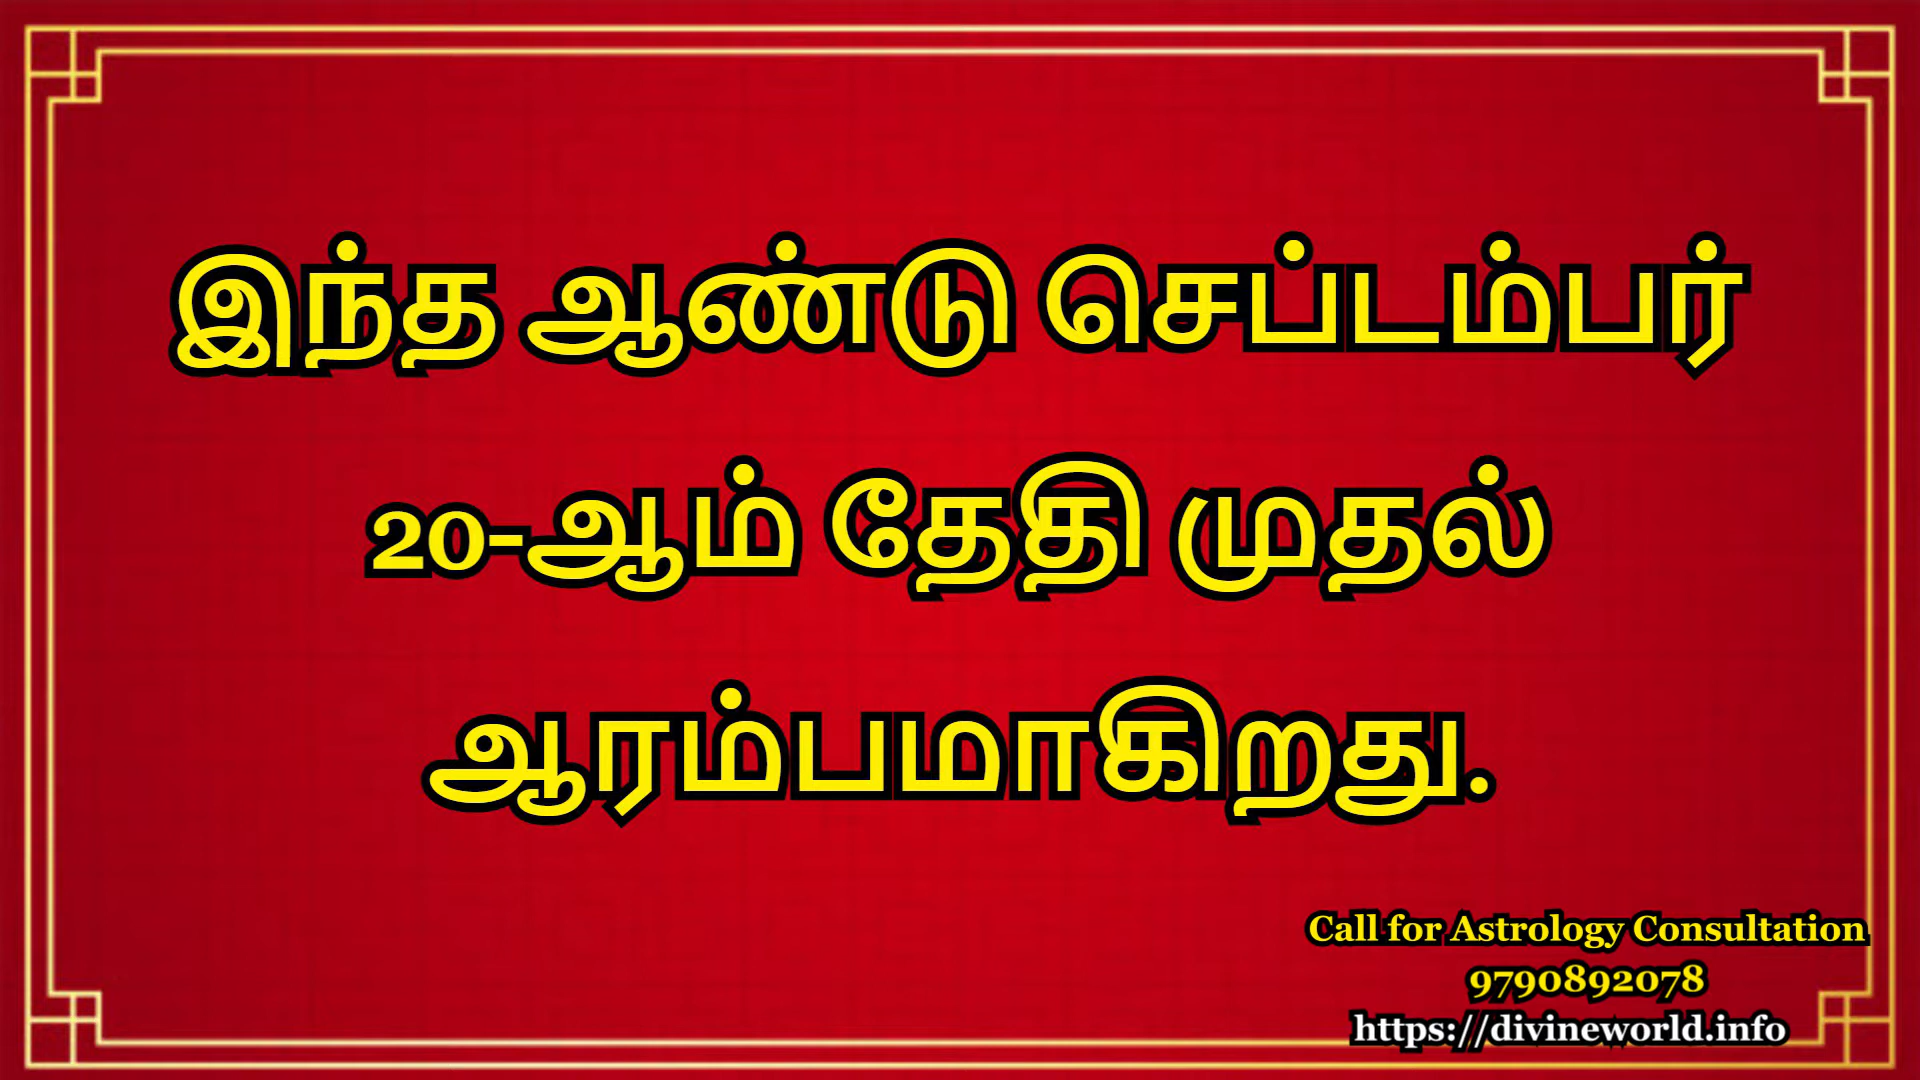 இந்த ஆண்டு செப்டம்பர்
20-ஆம் தேதி முதல்
ஆரம்பமாகிறது.
Call for Astrology Consultation
9790892078
https://divineworld.info